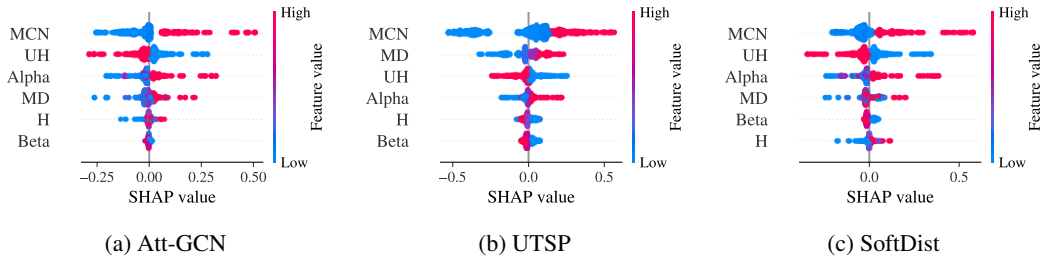 High
MCN
UH
Alpha
MD
H
Beta
Feature value
Low
−0.25 0.00 0.25 0.50
SHAP value
(a) Att-GCN
High
MCN
MD
UH
Alpha
H
Beta
Feature value
Low
−0.5 0.0 0.5
SHAP value
(b) UTSP
High
MCN
UH
Alpha
MD
Beta
H
Feature value
Low
0.0 0.5
SHAP value
(c) SoftDist